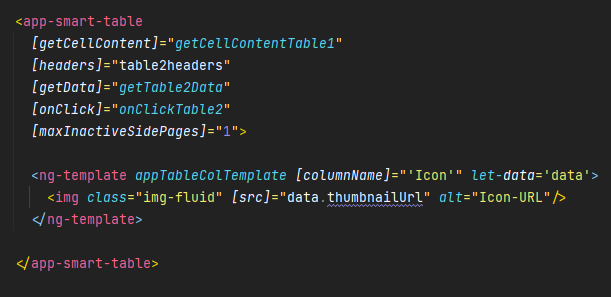 <app-smart-table
[getCellContent]="getCellContentTable1"
[headers]="table2headers"
[getData]="getTable2Data"
[onClick]="onClickTable2"
[maxInactiveSidePages]="1">
<ng-template appTableColTemplate [columnName]="'Icon'" let-data='data'>
<img class="img-fluid" [src]="data.thumbnailUrl" alt="Icon-URL"/>
</ng-template>
</app-smart-table>